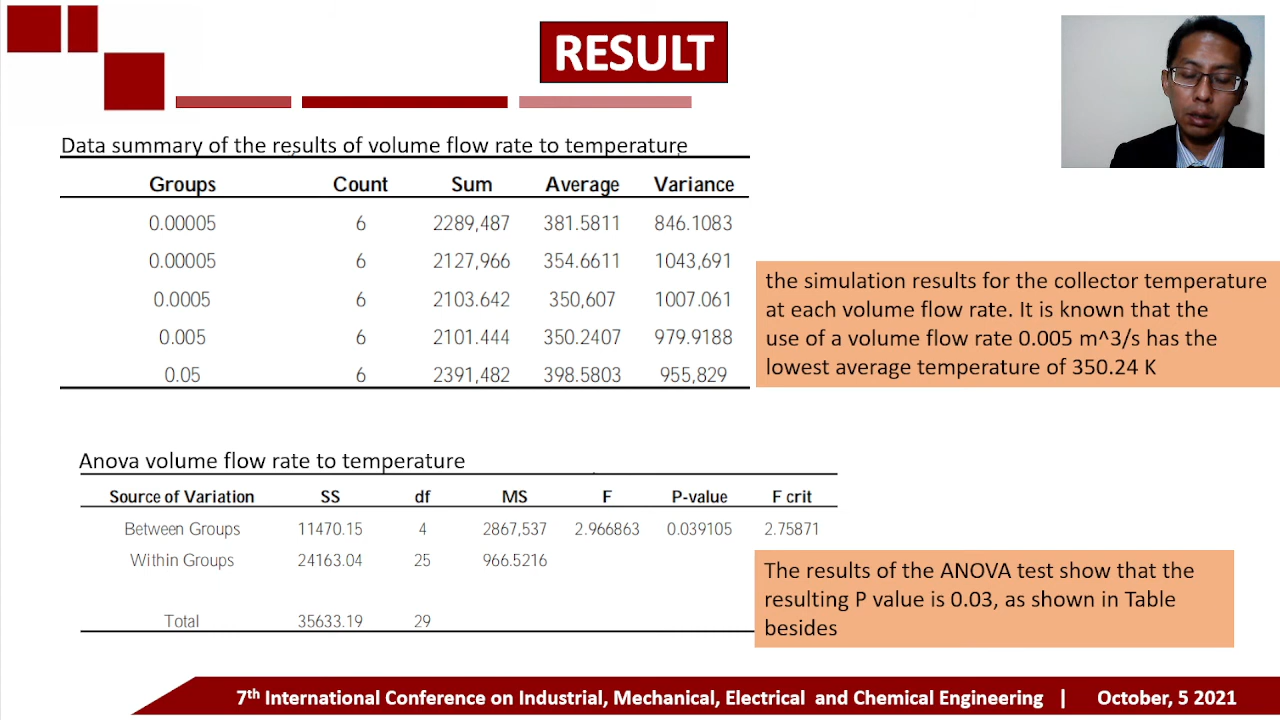 RESULT
Data summary of the results of volume flow rate to temperature
Groups Count Sum Average Variance
0.00005 6 2289,487 381.5811 846.1083
0.00005 6 2127,966 354.6611 1043,691
0.0005 6 2103.642 350,607 1007.061
0.005 6 2101.444 350.2407 979.9188
0.05 6 2391,482 398.5803 955,829
the simulation results for the collector temperature
at each volume flow rate. It is known that the
use of a volume flow rate 0.005 m^3/s has the
lowest average temperature of 350.24 K
Anova volume flow rate to temperature
Source of Variation SS df MS F P-value F crit
Between Groups 11470.15 4 2867,537 2.966863 0.039105 2.75871
Within Groups 24163.04 25 966.5216
Total 35633.19 29
The results of the ANOVA test show that the
resulting P value is 0.03, as shown in Table
besides
7th International Conference on Industrial, Mechanical, Electrical and Chemical Engineering | October, 5 2021